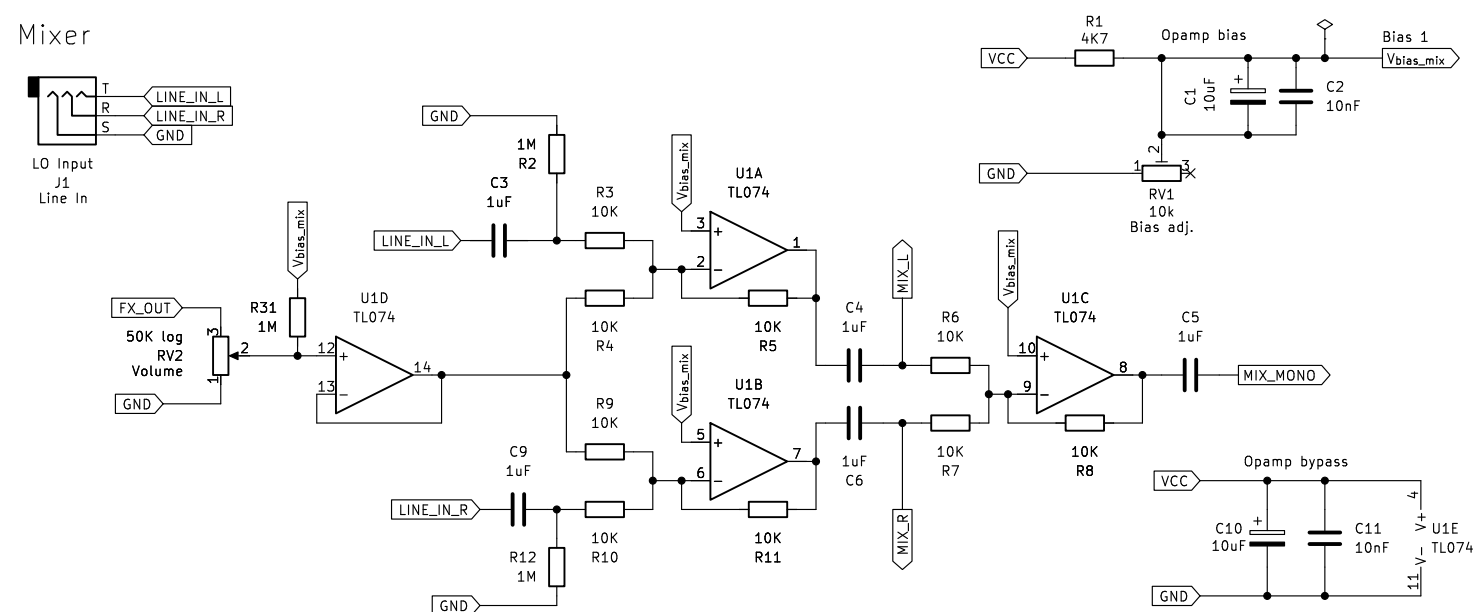 Mixer
T
LINE_IN_L
R
LINE_IN_R
S
GND
LO Input
J1
Line In
R1
4K7
Opamp bias
VCC
Bias 1
Vbias_mix
C1
10uF
+
C2
10nF
GND
1
2
3
RV1
10k
Bias adj.
GND
1M
R2
C3
1uF
LINE_IN_L
R3
10K
Vbias_mix
U1A
TL074
3
+
2
−
1
10K
R4
10K
R5
FX_OUT
50K log
RV2
Volume
3
2
1
GND
Vbias_mix
R31
1M
U1D
TL074
12
+
13
−
14
C4
1uF
MIX_L
R6
10K
Vbias_mix
U1C
TL074
10
+
9
−
8
C5
1uF
MIX_MONO
R9
10K
Vbias_mix
U1B
TL074
5
+
6
−
7
1uF
C6
MIX_R
10K
R7
10K
R8
C9
1uF
LINE_IN_R
10K
R10
10K
R11
R12
1M
GND
Opamp bypass
VCC
C10
10uF
+
C11
10nF
4
V+
U1E
TL074
V−
11
GND